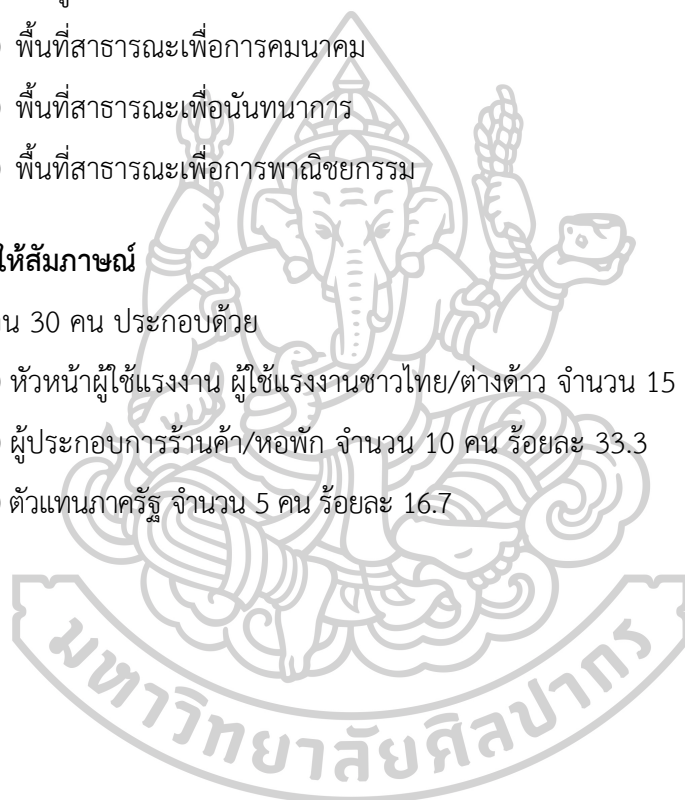 พื้นที่สาธารณะเพื่อการคมนาคม
พื้นที่สาธารณะเพื่อนันทนาการ
พื้นที่สาธารณะเพื่อการพาณิชยกรรม
ให้สัมภาษณ์
30 คน ประกอบด้วย
หัวหน้าผู้ใช้แรงงาน ผู้ใช้แรงงานชาวไทย/ต่างด้าว จำนวน 15
ผู้ประกอบการร้านค้า/หอพัก จำนวน 10 คน ร้อยละ 33.3
ตัวแทนภาครัฐ จำนวน 5 คน ร้อยละ 16.7
มหาวิทยาลัยศิลปากร